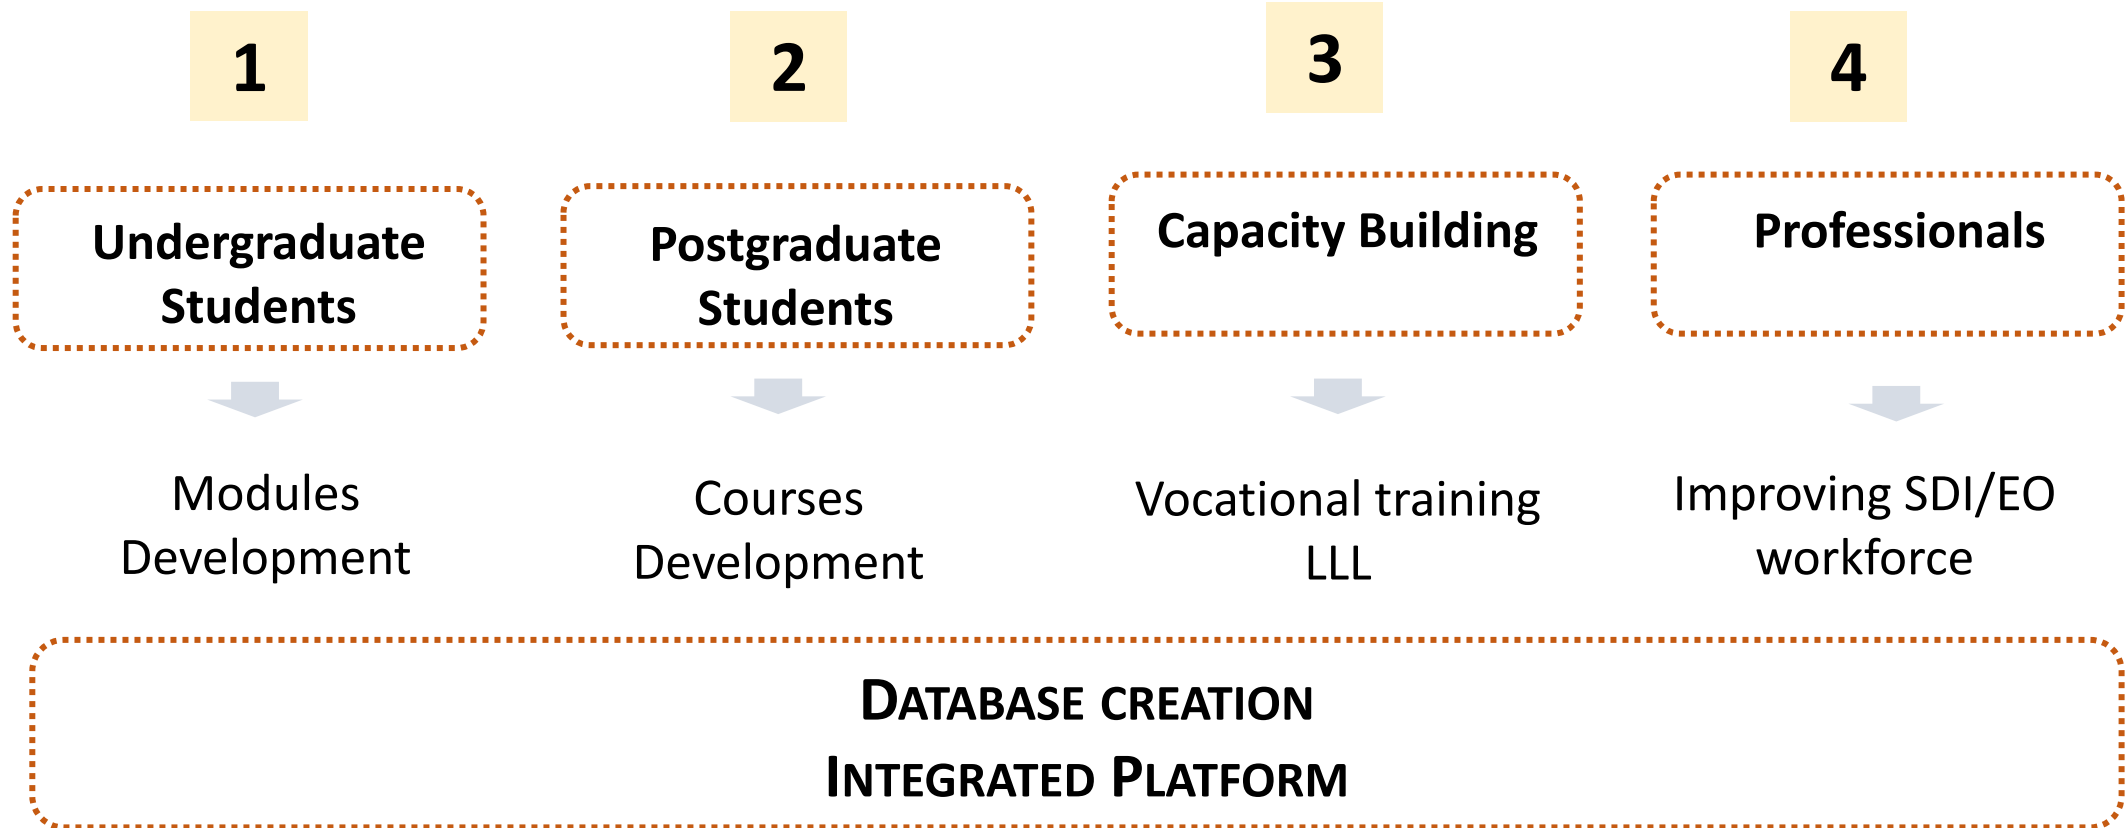 1
Undergraduate
Students
Modules
Development
2
Postgraduate
Students
Courses
Development
3
Capacity Building
Vocational training
LLL
4
Professionals
Improving SDI/EO
workforce
DATABASE CREATION
INTEGRATED PLATFORM